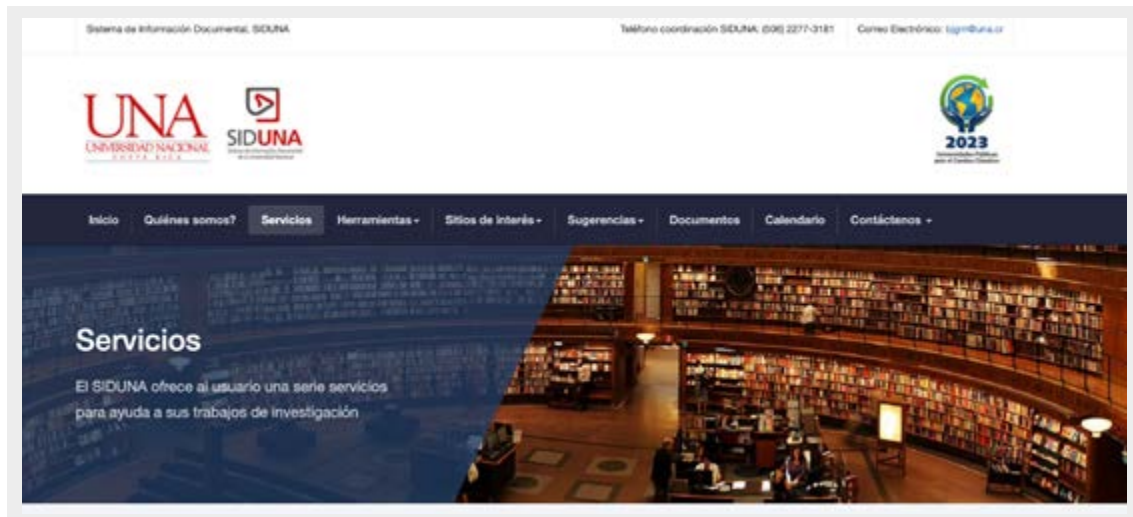 Sistema de Información Documental, SIDUNA
Teléfono coordinación SIDUNA: (506) 2277-3181
Correo Electrónico:
UNA
UNIVERSIDAD NACIONAL
COSTA RICA
SIDUNA
2023
Universidades Públicas
Inicio
Quiénes somos?
Servicios
Herramientas
Sitios de interés
Sugerencias
Documentos
Calendario
Contáctenos
Servicios
El SIDUNA ofrece al usuario una serie servicios
para ayuda a sus trabajos de investigación